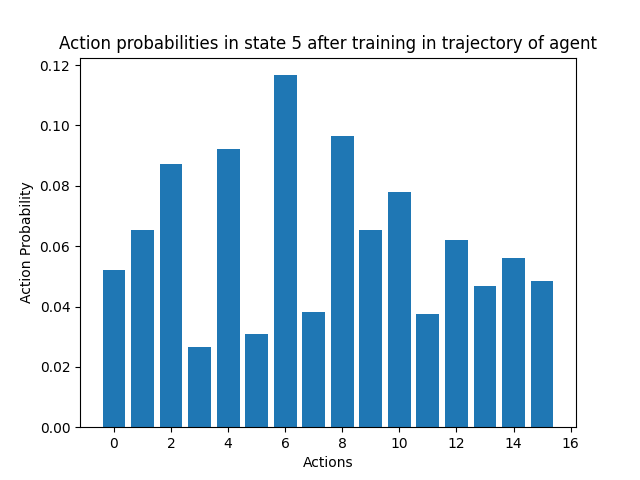 Action probabilities in state 5 after training in trajectory of agent
0.12
0.10
0.08
0.06
0.04
0.02
0.00
Action Probability
0 2 4 6 8 10 12 14 16
Actions